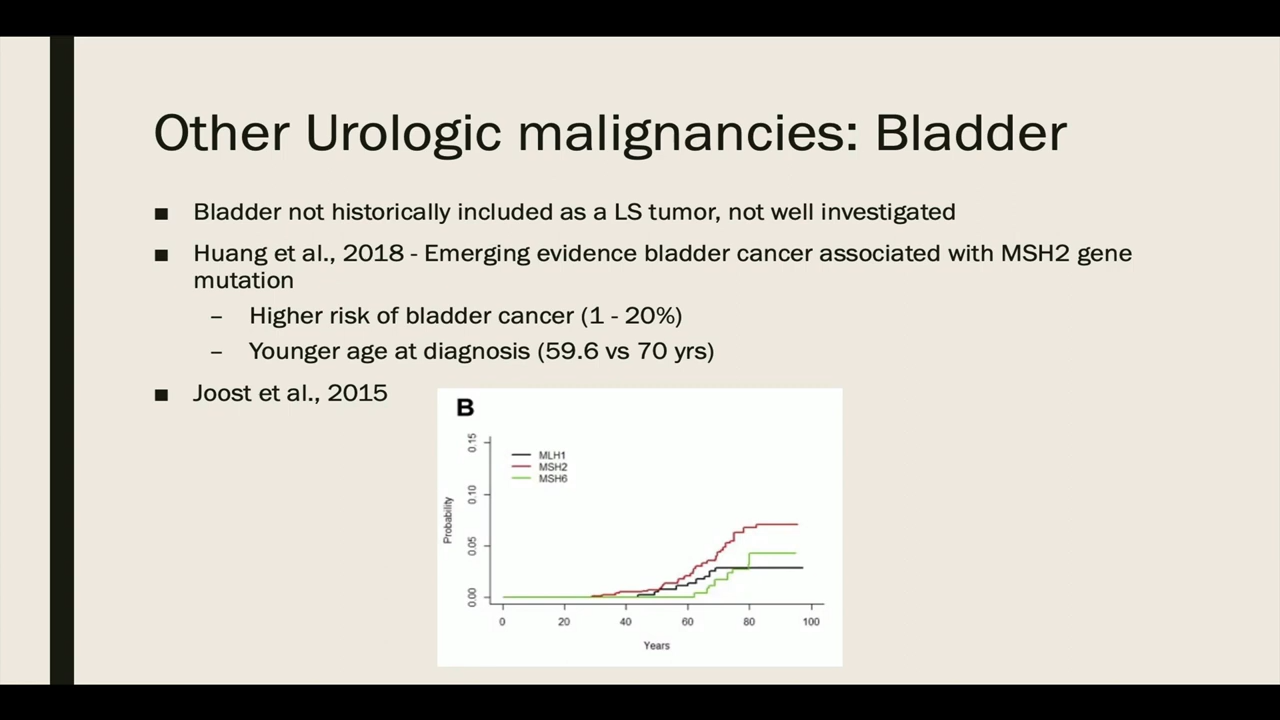 Other Urologic malignancies: Bladder
■ Bladder not historically included as a LS tumor, not well investigated
■ Huang et al., 2018 - Emerging evidence bladder cancer associated with MSH2 gene
mutation
– Higher risk of bladder cancer (1 - 20%)
– Younger age at diagnosis (59.6 vs 70 yrs)
■ Joost et al., 2015
B
MLH1
MSH2
MSH6
Probability
0.15
0.10
0.05
0.00
0 20 40 60 80 100
Years